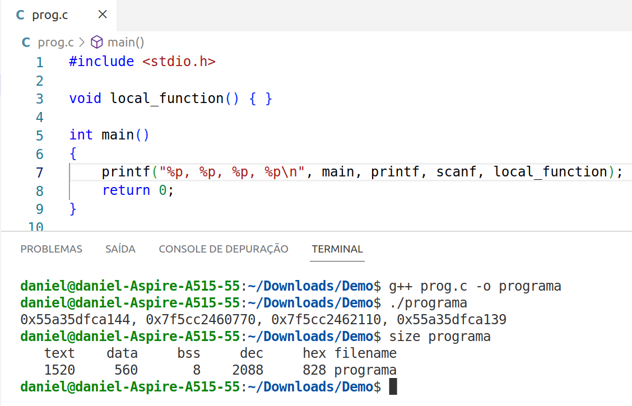 C prog.c ×
C prog.c > main()
1 #include <stdio.h>
2
3 void local_function() { }
4
5 int main()
6 {
7 printf("%p, %p, %p, %p\n", main, printf, scanf, local_function);
8 return 0;
9 }
10
PROBLEMAS SAÍDA CONSOLE DE DEPURAÇÃO TERMINAL
daniel@daniel-Aspire-A515-55:~/Downloads/Demo$ g++ prog.c -o programa
daniel@daniel-Aspire-A515-55:~/Downloads/Demo$ ./programa
0x55a35dfca144, 0x7f5cc2460770, 0x7f5cc2462110, 0x55a35dfca139
daniel@daniel-Aspire-A515-55:~/Downloads/Demo$ size programa
text data bss dec hex filename
1520 560 8 2088 828 programa
daniel@daniel-Aspire-A515-55:~/Downloads/Demo$